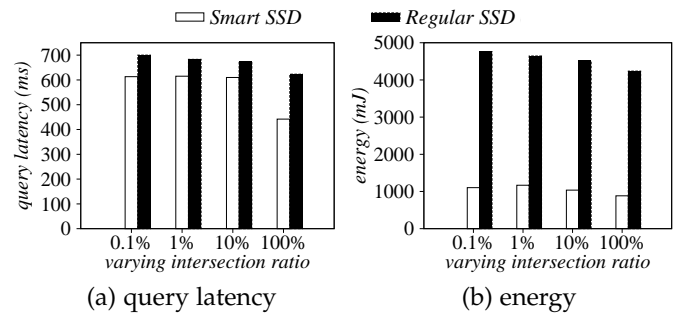 Smart SSD Regular SSD
query latency (ms)
700
600
500
400
300
200
100
0
0.1% 1% 10% 100%
varying intersection ratio
(a) query latency
energy (mJ)
5000
4000
3000
2000
1000
0
0.1% 1% 10% 100%
varying intersection ratio
(b) energy